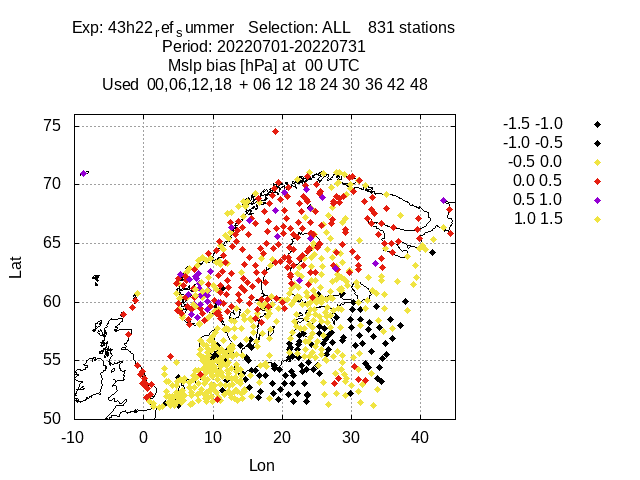 Exp: 43h22refsummer   Selection: ALL    831 stations
Period: 20220701-20220731
Mslp bias [hPa] at  00 UTC
Used  00,06,12,18  + 06 12 18 24 30 36 42 48
-1.5 -1.0
-1.0 -0.5
-0.5 0.0
0.0 0.5
0.5 1.0
1.0 1.5
75
70
65
60
55
50
Lat
-10 0 10 20 30 40
Lon